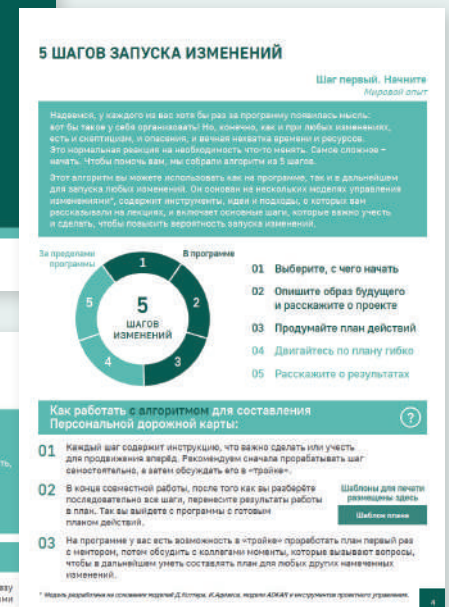 5 ШАГОВ ЗАПУСКА ИЗМЕНЕНИЙ
Шаг первый. Начните
Мировой опыт
Надеемся, у каждого из вас хотя бы раз за программу появилась мысль:
вот бы такое у себя организовать! Но, конечно, как и при любых изменениях,
есть и скептицизм, и опасения, и вечная нехватка времени и ресурсов.
Это нормальная реакция на необходимость что-то менять. Самое сложное –
начать. Чтобы помочь вам, мы собрали алгоритм из 5 шагов.
Этот алгоритм вы можете использовать как на программе, так и в дальнейшем
для запуска любых изменений. Он основан на нескольких моделях управления
изменениями*, содержит инструменты, идеи и подходы, о которых вам
рассказывали на лекциях, и включает основные шаги, которые важно учесть
и сделать, чтобы повысить вероятность запуска изменений.
За пределами
программы
В программе
1
2
3
4
5
5
ШАГОВ
ИЗМЕНЕНИЙ
01 Выберите, с чего начать
02 Опишите образ будущего
и расскажите о проекте
03 Продумайте план действий
04 Двигайтесь по плану гибко
05 Расскажите о результатах
Как работать с алгоритмом для составления
Персональной дорожной карты:
?
01 Каждый шаг содержит инструкцию, что важно сделать или учесть
для продвижения вперёд. Рекомендуем сначала прорабатывать шаг
самостоятельно, а затем обсуждать его в «тройке».
02 В конце совместной работы, после того как вы разберёте
последовательно все шаги, перенесите результаты работы
в план. Так вы выйдете с программы с готовым
планом действий.
Шаблоны для печати
размещены здесь
Шаблон плана
03 На программе у вас есть возможность в «тройке» проработать план первый раз
с ментором, потом обсудить с коллегами моменты, которые вызывают вопросы,
чтобы в дальнейшем уметь составлять план для любых других намеченных
изменений.
* Модель разработана на основании моделей Д.Коттера, И.Адизеса, модели ADKAR и инструментов проектного управления.
4